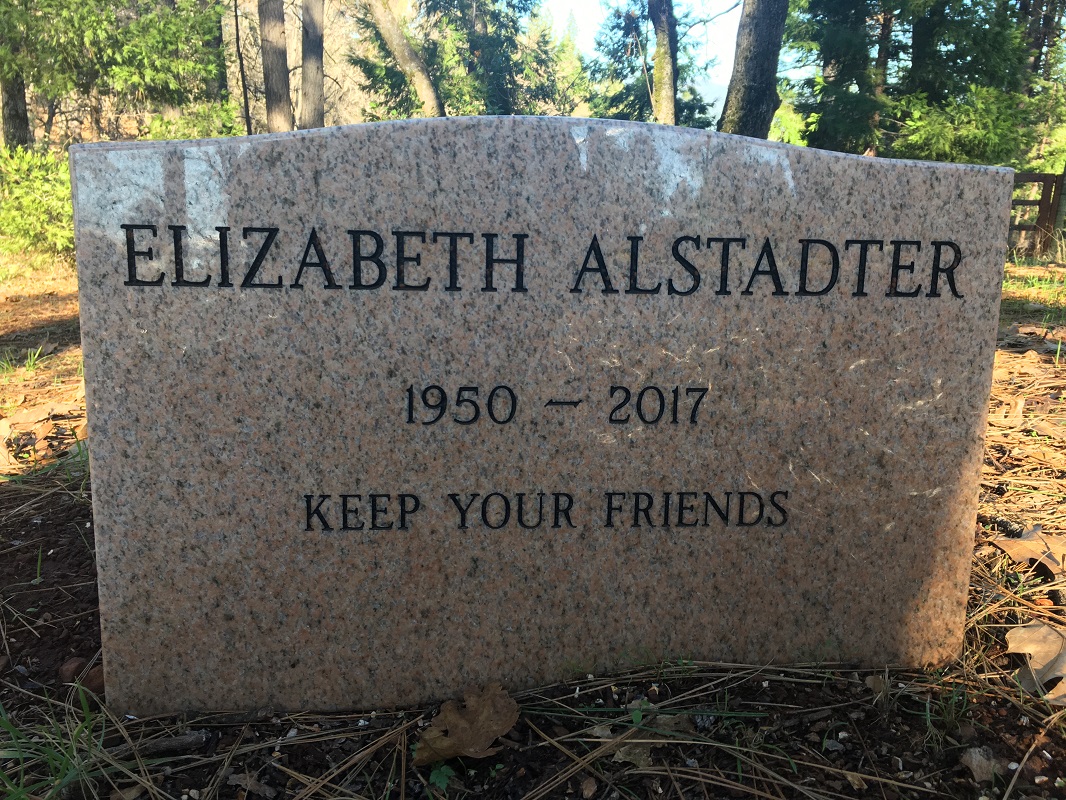 ELIZABETH ALSTADTER
1950 – 2017
KEEP YOUR FRIENDS